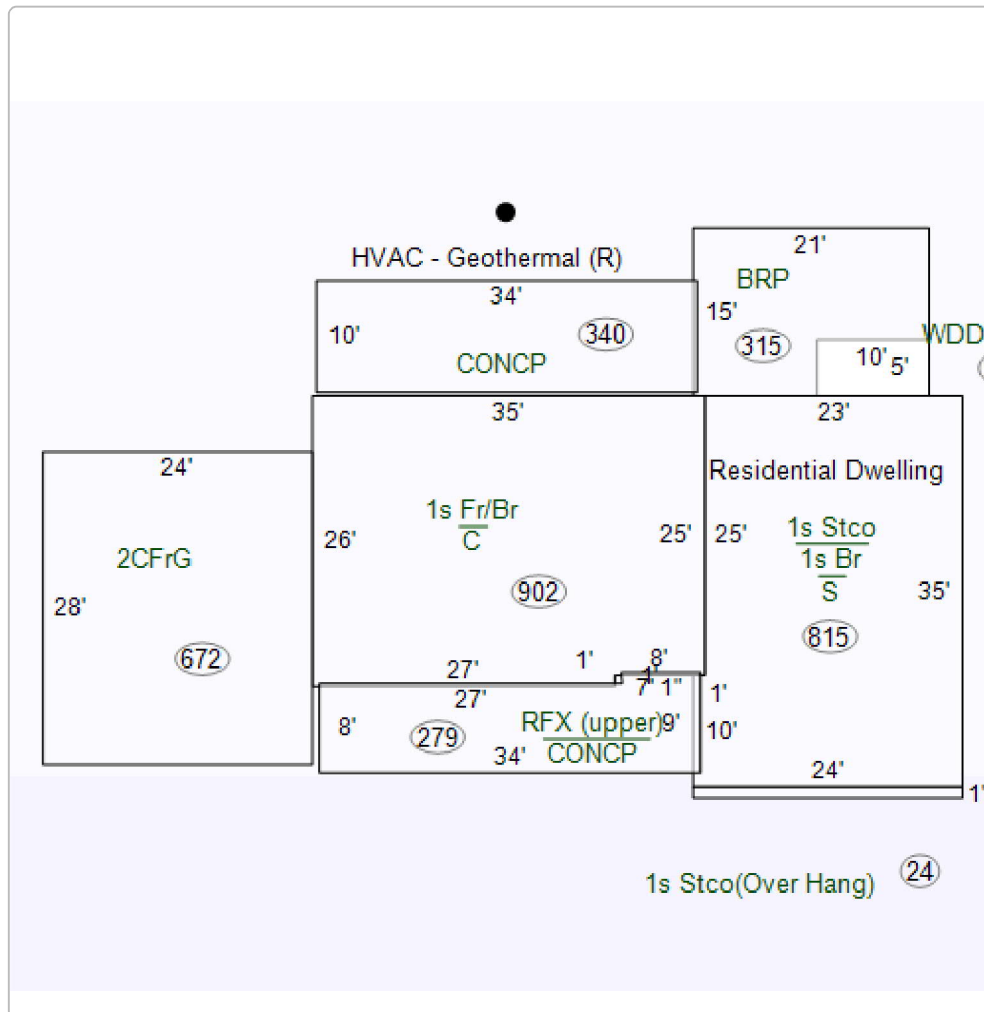 HVAC - Geothermal (R)
21'
BRP
34'
15'
10'
340
315
WDD
CONCP
10'
5'
35'
23'
24'
Residential Dwelling
1s Fr/Br
C
1s Stco
1s Br
S
26'
25'
25'
2CFrG
28'
902
35'
815
672
27'
1'
8'
1'
7'
1"
27'
1'
8'
279
RFX (upper)
9'
10'
CONCP
34'
24'
1'
1s Stco(Over Hang)
24